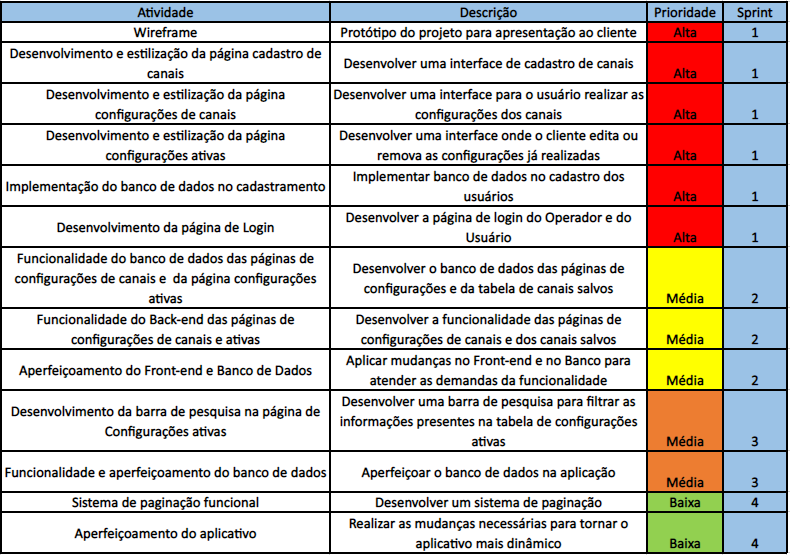 Atividade Descrição Prioridade Sprint
Wireframe Protótipo do projeto para apresentação ao cliente Alta 1
Desenvolvimento e estilização da página cadastro de
canais Desenvolver uma interface de cadastro de canais Alta 1
Desenvolvimento e estilização da página Desenvolver uma interface para o usuário realizar as
configurações de canais configurações dos canais Alta 1
Desenvolvimento e estilização da página Desenvolver uma interface onde o cliente edita ou
configurações ativas remova as configurações já realizadas Alta 1
Implementação do banco de dados no cadastramento Implementar banco de dados no cadastro dos
usuários Alta 1
Desenvolvimento da página de Login Desenvolver a página de login do Operador e do
Usuário Alta 1
Funcionalidade do banco de dados das páginas de
configurações de canais e da página configurações Desenvolver o banco de dados das páginas de
ativas configurações e da tabela de canais salvos Média 2
Funcionalidade do Back-end das páginas de Desenvolver a funcionalidade das páginas de
configurações de canais e ativas configurações de canais e dos canais salvos Média 2
Aperfeiçoamento do Front-end e Banco de Dados Aplicar mudanças no Front-end e no Banco para
atender as demandas da funcionalidade Média 2
Desenvolvimento da barra de pesquisa na página de Desenvolver uma barra de pesquisa para filtrar as
Configurações ativas informações presentes na tabela de configurações
ativas Média 3
Funcionalidade e aperfeiçoamento do banco de dados Aperfeiçoar o banco de dados na aplicação Média 3
Sistema de paginação funcional Desenvolver um sistema de paginação Baixa 4
Aperfeiçoamento do aplicativo Realizar as mudanças necessárias para tornar o
aplicativo mais dinâmico Baixa 4